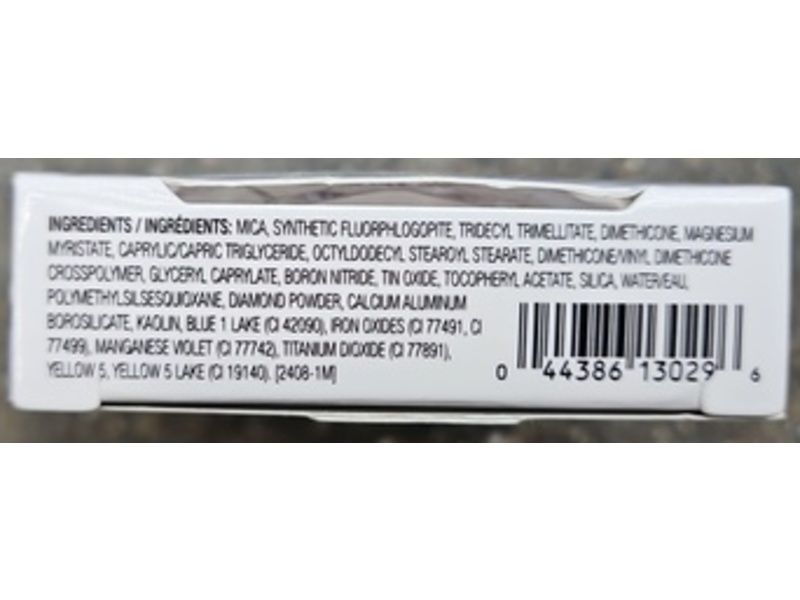 INGREDIENTS / INGRÉDIENTS: MICA, SYNTHETIC FLUORPHLOGOPITE, TRIDECYL TRIMELLITATE, DIMETHICONE, MAGNESIUM
MYRISTATE, CAPRYLIC/CAPRIC TRIGLYCERIDE, OCTYLDODECYL STEAROYL STEARATE, DIMETHICONE/VINYL DIMETHICONE
CROSSPOLYMER, GLYCERYL CAPRYLATE, BORON NITRIDE, TIN OXIDE, TOCOPHERYL ACETATE, SILICA, WATER/EAU,
POLYMETHYLSILSESQUIOXANE, DIAMOND POWDER, CALCIUM ALUMINUM
BOROSILICATE, KAOLIN, BLUE 1 LAKE (CI 42090), IRON OXIDES (CI 77491, CI
77499), MANGANESE VIOLET (CI 77742), TITANIUM DIOXIDE (CI 77891),
YELLOW 5, YELLOW 5 LAKE (CI 19140). [2408-1M]
0 44386 13029 6